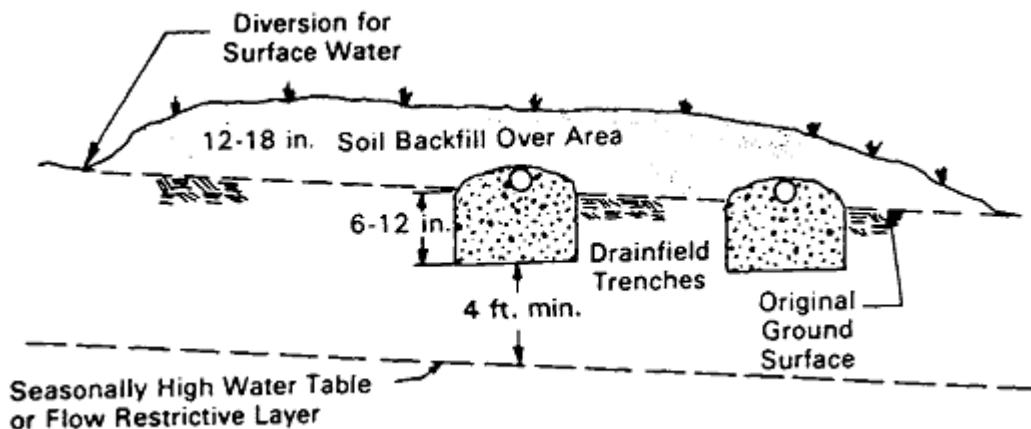 Diversion for
Surface Water
12-18 in. Soil Backfill Over Area
6-12 in.
Drainfield
Trenches
4 ft. min.
Original
Ground
Surface
Seasonally High Water Table
or Flow Restrictive Layer